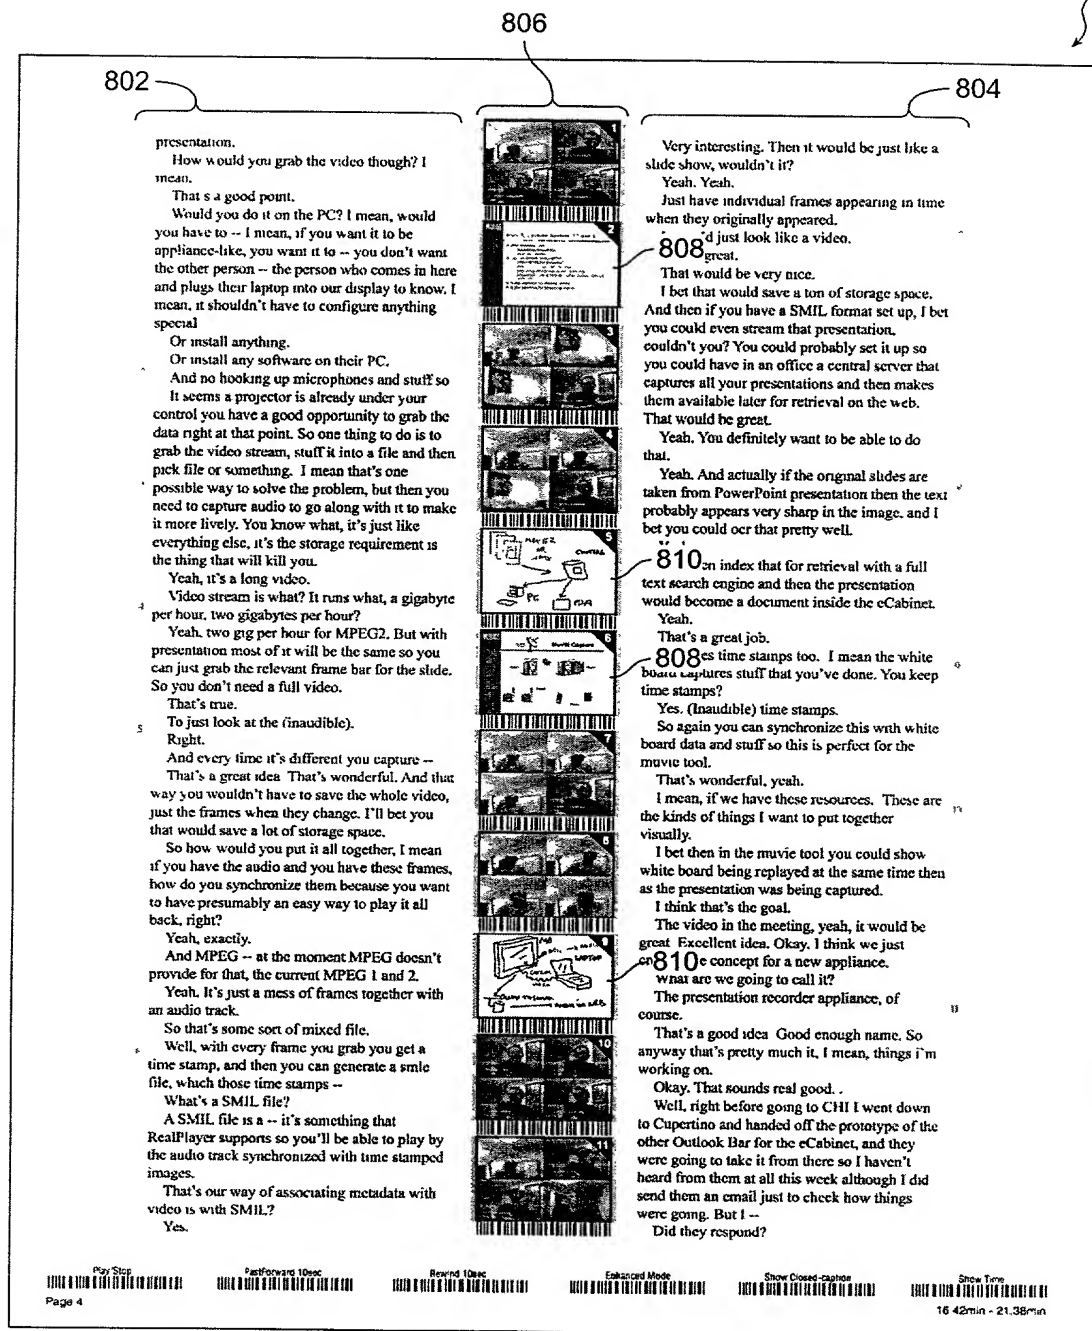 806
802
804
presentation.
How would you grab the video though? I
mean.
That's a good point.
Would you do it on the PC? I mean, would
you have to -- I mean, if you want it to be
appliance-like, you want it to -- you don't want
the other person -- the person who comes in here
and plugs their laptop into our display to know. I
mean, it shouldn't have to configure anything
special
Or install anything.
Or install any software on their PC.
And no hooking up microphones and stuff so
It seems a projector is already under your
control you have a good opportunity to grab the
data right at that point. So one thing to do is to
grab the video stream, stuff it into a file and then
pick file or something. I mean that's one
possible way to solve the problem, but then you
need to capture audio to go along with it to make
it more lively. You know what, it's just like
everything else, it's the storage requirement is
the thing that will kill you.
Yeah, it's a long video.
Video stream is what? It runs what, a gigabyte
per hour, two gigabytes per hour?
Yeah, two gig per hour for MPEG2. But with
presentation most of it will be the same so you
can just grab the relevant frame bar for the slide.
So you don't need a full video.
That's true.
To just look at the (inaudible).
Right.
And every time it's different you capture --
That's a great idea That's wonderful. And that
way you wouldn't have to save the whole video,
just the frames when they change. I'll bet you
that would save a lot of storage space.
So how would you put it all together, I mean
if you have the audio and you have these frames,
how do you synchronize them because you want
to have presumably an easy way to play it all
back, right?
Yeah, exactly.
And MPEG -- at the moment MPEG doesn't
provide for that, the current MPEG 1 and 2.
Yeah. It's just a mess of frames together with
an audio track.
So that's some sort of mixed file.
Well, with every frame you grab you get a
time stamp, and then you can generate a smle
file, which those time stamps --
What's a SMIL file?
A SMIL file is a -- it's something that
RealPlayer supports so you'll be able to play by
the audio track synchronized with time stamped
images.
That's our way of associating metadata with
video is with SMIL?
Yes.
1
2
3
4
5
MPEG2
PC
PDA
6
Movie Capture
7
8
9
LAPTOP
10
11
Very interesting. Then it would be just like a
slide show, wouldn't it?
Yeah. Yeah.
Just have individual frames appearing in time
when they originally appeared.
'd just look like a video.
808
great.
That would be very nice.
I bet that would save a ton of storage space.
And then if you have a SMIL format set up, I bet
you could even stream that presentation,
couldn't you? You could probably set it up so
you could have in an office a central server that
captures all your presentations and then makes
them available later for retrieval on the web.
That would be great.
Yeah. You definitely want to be able to do
that.
Yeah. And actually if the original slides are
taken from PowerPoint presentation then the text
probably appears very sharp in the image, and I
bet you could ocr that pretty well.
810
en index that for retrieval with a full
text search engine and then the presentation
would become a document inside the eCabinet.
Yeah.
That's a great job.
808
es time stamps too. I mean the white
board captures stuff that you've done. You keep
time stamps?
Yes. (Inaudible) time stamps.
So again you can synchronize this with white
board data and stuff so this is perfect for the
muvie tool.
That's wonderful, yeah.
I mean, if we have these resources. These are
the kinds of things I want to put together
visually.
I bet then in the muvie tool you could show
white board being replayed at the same time then
as the presentation was being captured.
I think that's the goal.
The video in the meeting, yeah, it would be
great Excellent idea. Okay. I think we just
810
e concept for a new appliance.
What are we going to call it?
The presentation recorder appliance, of
course.
That's a good idea Good enough name. So
anyway that's pretty much it, I mean, things i'm
working on.
Okay. That sounds real good. .
Well, right before going to CHI I went down
to Cupertino and handed off the prototype of the
other Outlook Bar for the eCabinet, and they
were going to take it from there so I haven't
heard from them at all this week although I did
send them an email just to check how things
were going. But I --
Did they respond?
Play/Stop
FastForward 10sec
Rewind 10sec
Enhanced Mode
Show Closed-caption
Show Time
Page 4
16 42min - 21.38min